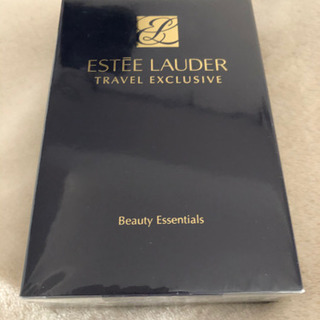 ESTĒE LAUDER
TRAVEL EXCLUSIVE
Beauty Essentials